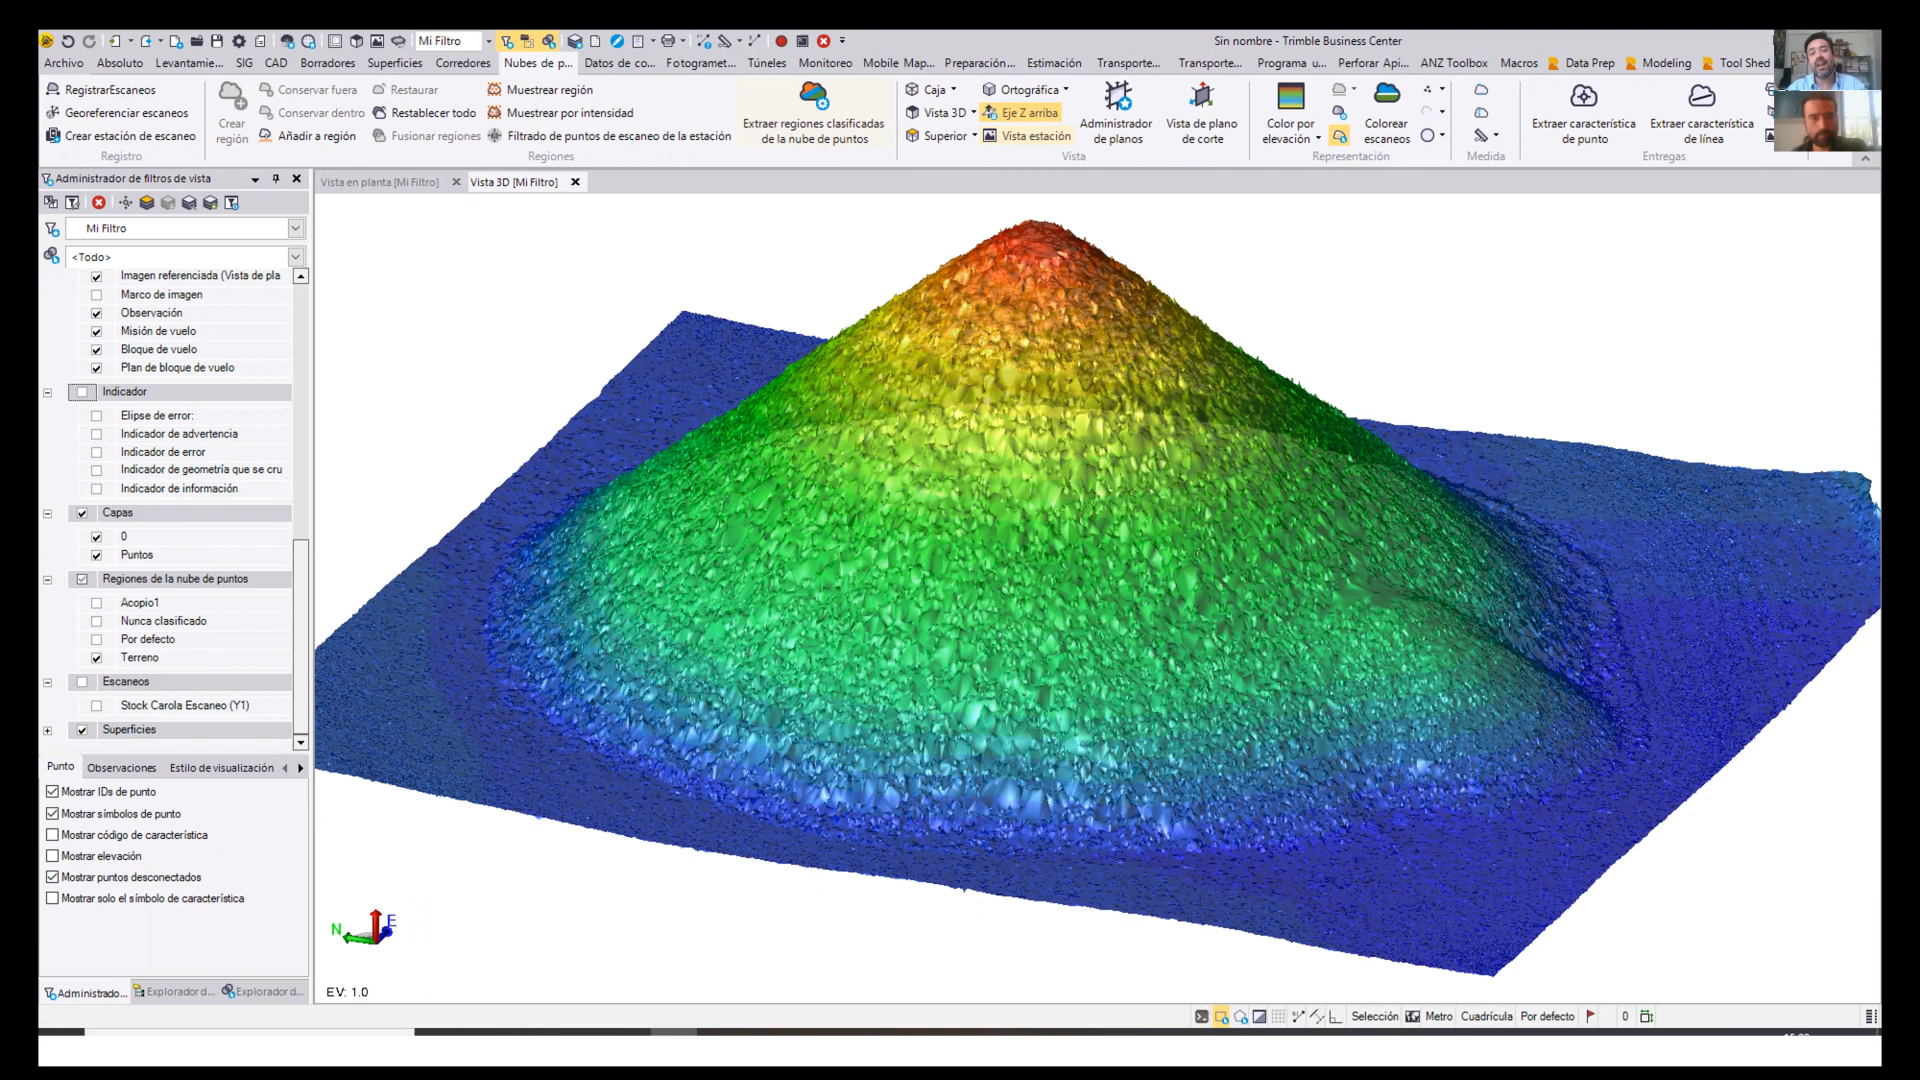 Mi Filtro
Sin nombre - Trimble Business Center
Archivo Absoluto Levantamie... SIG CAD Borradores Superficies Corredores Nubes de p... Datos de co... Fotogramet... Túneles Monitoreo Mobile Map... Preparación... Estimación Transporte... Transporte... Programa u... Perforar Api... ANZ Toolbox Macros Data Prep Modeling Tool Shed
RegistrarEscaneos
Georeferenciar escaneos
Crear estación de escaneo
Registro
Crear región
Conservar fuera
Conservar dentro
Añadir a región
Restaurar
Restablecer todo
Fusionar regiones
Muestrear región
Muestrear por intensidad
Filtrado de puntos de escaneo de la estación
Regiones
Extraer regiones clasificadas
de la nube de puntos
Caja
Vista 3D
Superior
Ortográfica
Eje Z arriba
Vista estación
Administrador
de planos
Vista de plano
de corte
Vista
Color por
elevación
Colorear
escaneos
Representación
Medida
Extraer característica
de punto
Extraer característica
de línea
Entregas
Administrador de filtros de vista
Vista en planta [Mi Filtro]
Vista 3D [Mi Filtro]
Mi Filtro
<Todo>
Imagen referenciada (Vista de pla
Marco de imagen
Observación
Misión de vuelo
Bloque de vuelo
Plan de bloque de vuelo
Indicador
Elipse de error:
Indicador de advertencia
Indicador de error
Indicador de geometría que se cru
Indicador de información
Capas
0
Puntos
Regiones de la nube de puntos
Acopio1
Nunca clasificado
Por defecto
Terreno
Escaneos
Stock Carola Escaneo (Y1)
Superficies
Punto Observaciones Estilo de visualización
Mostrar IDs de punto
Mostrar símbolos de punto
Mostrar código de característica
Mostrar elevación
Mostrar puntos desconectados
Mostrar solo el símbolo de característica
N E
EV: 1.0
Administrado... Explorador d... Explorador d...
Selección Metro Cuadrícula Por defecto 0